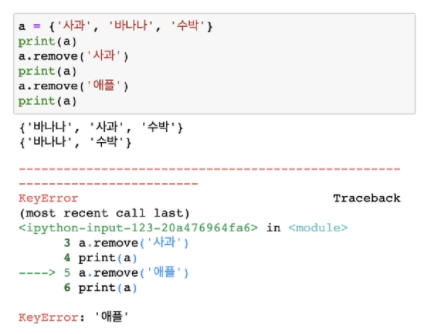 a = {'사과', '바나나', '수박'}
print(a)
a.remove('사과')
print(a)
a.remove('애플')
print(a)
{'바나나', '사과', '수박'}
{'바나나', '수박'}
---------------------------------------------------
------------------------
KeyError                                  Traceback
(most recent call last)
<ipython-input-123-20a476964fa6> in <module>
      3 a.remove('사과')
      4 print(a)
----> 5 a.remove('애플')
      6 print(a)
KeyError: '애플'